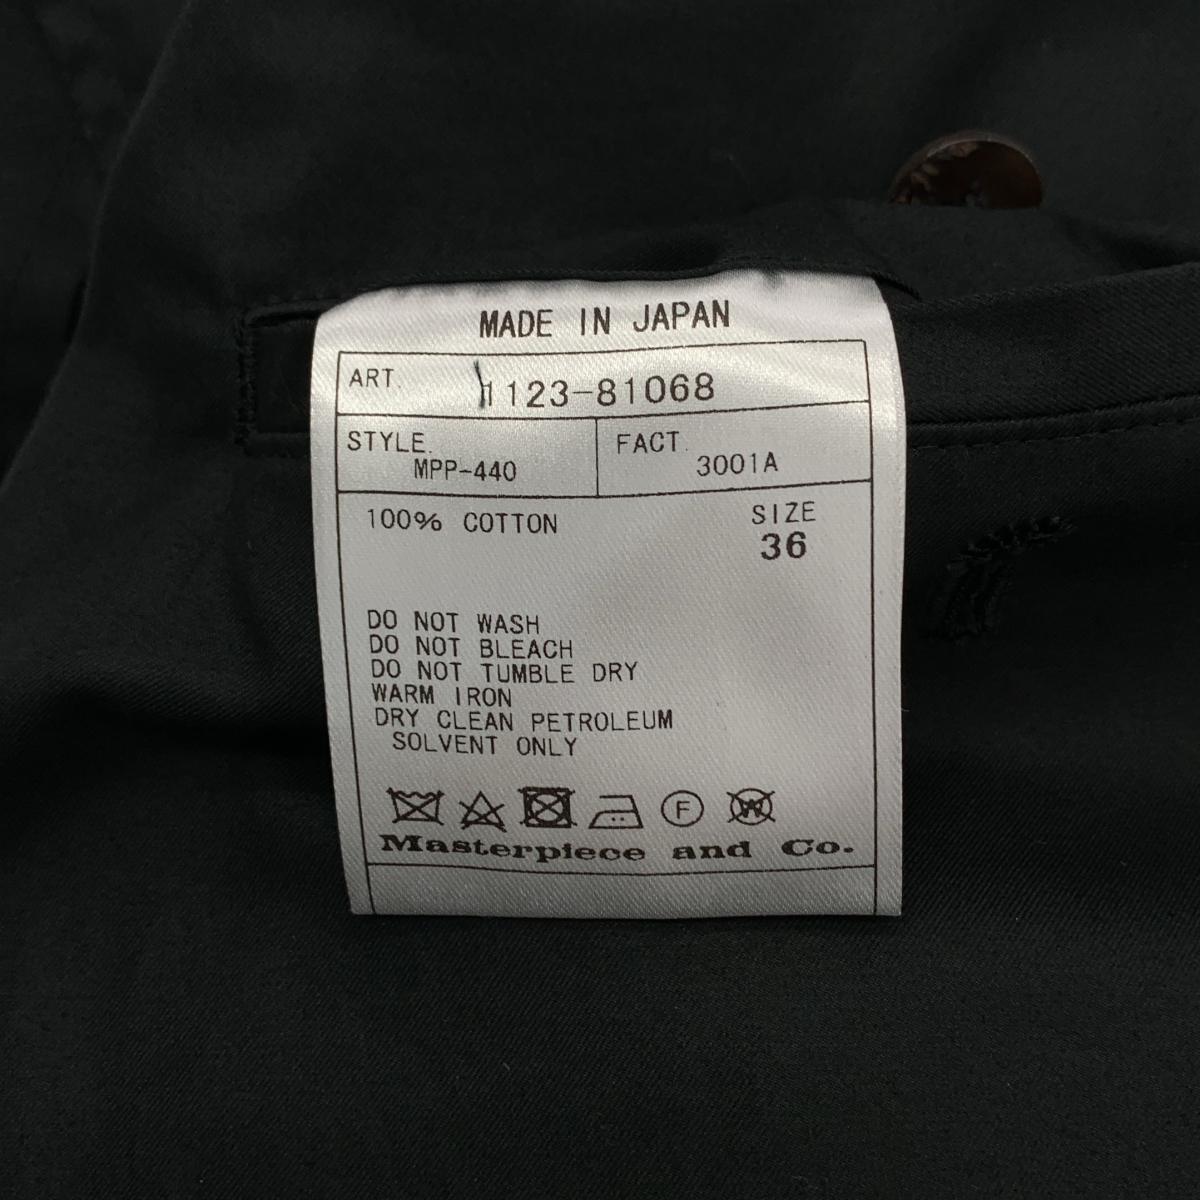 MADE IN JAPAN
ART. 1123-81068
STYLE. FACT.
MPP-440 3001A
100% COTTON SIZE
36
DO NOT WASH
DO NOT BLEACH
DO NOT TUMBLE DRY
WARM IRON
DRY CLEAN PETROLEUM
SOLVENT ONLY
F W
Masterpiece and Co.